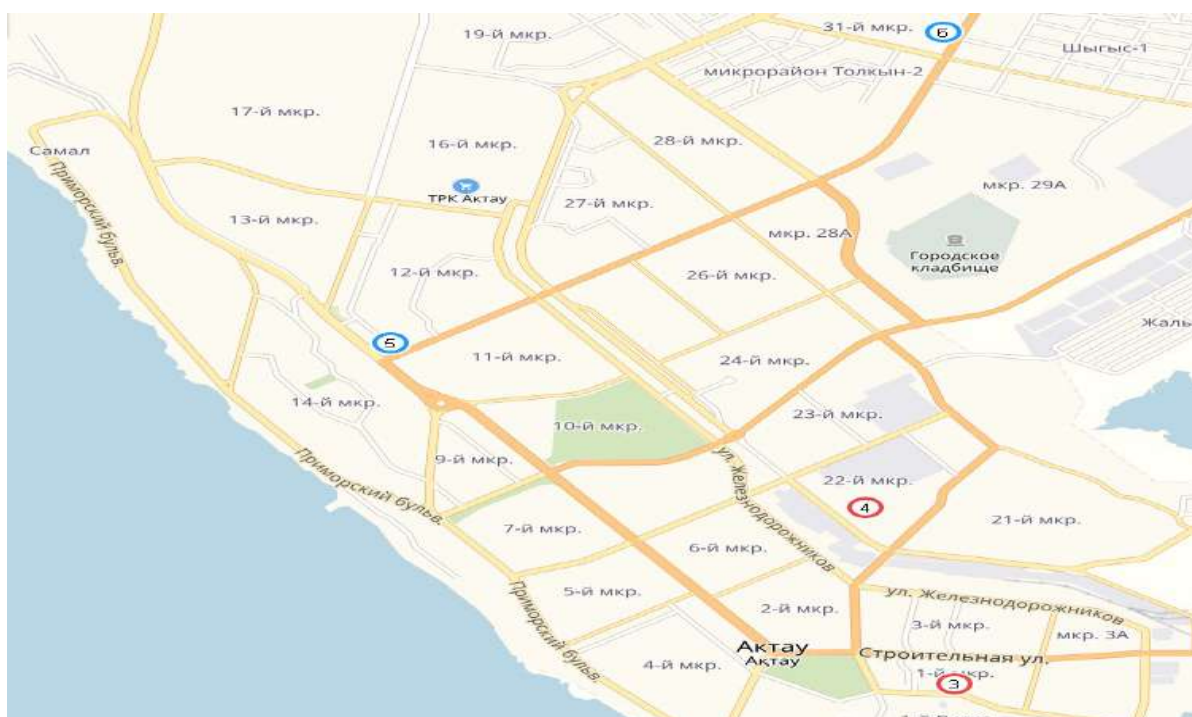 19-й мкр.
31-й мкр.
6
Шыгыс-1
микрорайон Толкын-2
17-й мкр.
16-й мкр.
28-й мкр.
Самал
Приморский бульв.
ТРК Актау
27-й мкр.
мкр. 29А
13-й мкр.
мкр. 28А
Городское
кладбище
12-й мкр.
26-й мкр.
5
11-й мкр.
24-й мкр.
Жалы
14-й мкр.
10-й мкр.
23-й мкр.
9-й мкр.
ул. Железнодорожников
22-й мкр.
Приморский бульв.
4
7-й мкр.
21-й мкр.
6-й мкр.
5-й мкр.
Приморский бульв.
2-й мкр.
ул. Железнодорожников
3-й мкр.
мкр. 3А
Актау
Ақтау
Строительная ул.
4-й мкр.
1-й мкр.
3